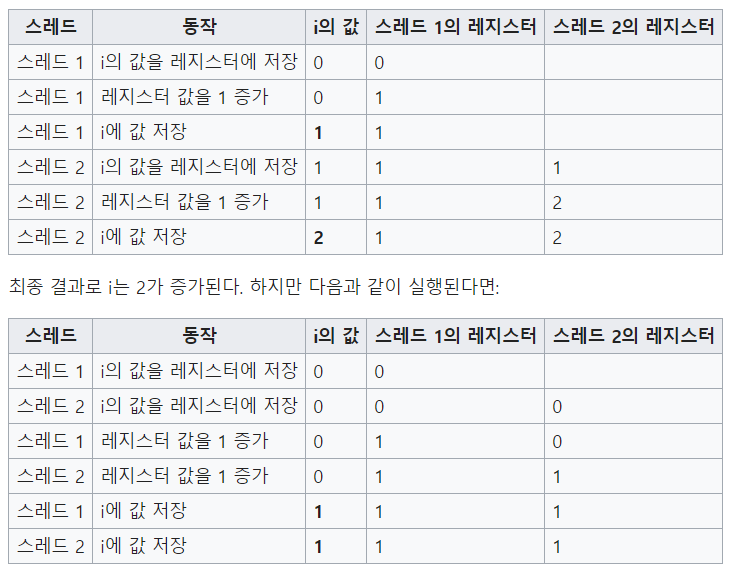 스레드 동작 i의 값 스레드 1의 레지스터 스레드 2의 레지스터
스레드 1 i의 값을 레지스터에 저장 0 0
스레드 1 레지스터 값을 1 증가 0 1
스레드 1 i에 값 저장 1 1
스레드 2 i의 값을 레지스터에 저장 1 1 1
스레드 2 레지스터 값을 1 증가 1 1 2
스레드 2 i에 값 저장 2 1 2
최종 결과로 i는 2가 증가된다. 하지만 다음과 같이 실행된다면:
스레드 동작 i의 값 스레드 1의 레지스터 스레드 2의 레지스터
스레드 1 i의 값을 레지스터에 저장 0 0
스레드 2 i의 값을 레지스터에 저장 0 0 0
스레드 1 레지스터 값을 1 증가 0 1 0
스레드 2 레지스터 값을 1 증가 0 1 1
스레드 1 i에 값 저장 1 1 1
스레드 2 i에 값 저장 1 1 1